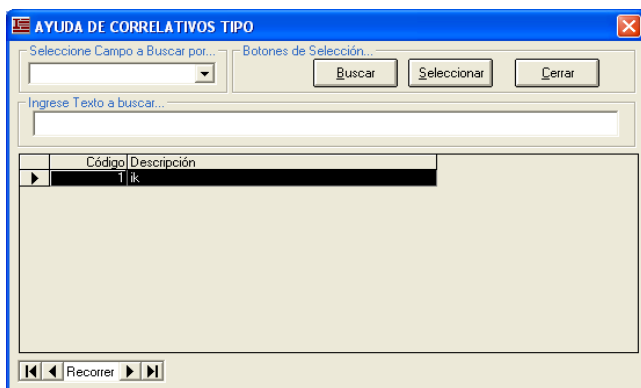 AYUDA DE CORRELATIVOS TIPO
Seleccione Campo a Buscar por...
Botones de Selección...
Buscar Seleccionar Cerrar
Ingrese Texto a buscar...
Código Descripción
1 ik
Recorrer